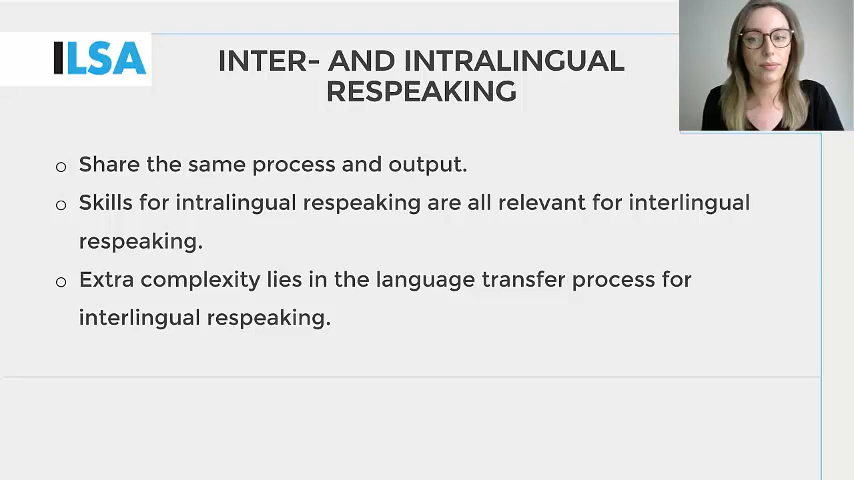 ILSA
INTER- AND INTRALINGUAL
RESPEAKING
o Share the same process and output.
o Skills for intralingual respeaking are all relevant for interlingual
respeaking.
o Extra complexity lies in the language transfer process for
interlingual respeaking.